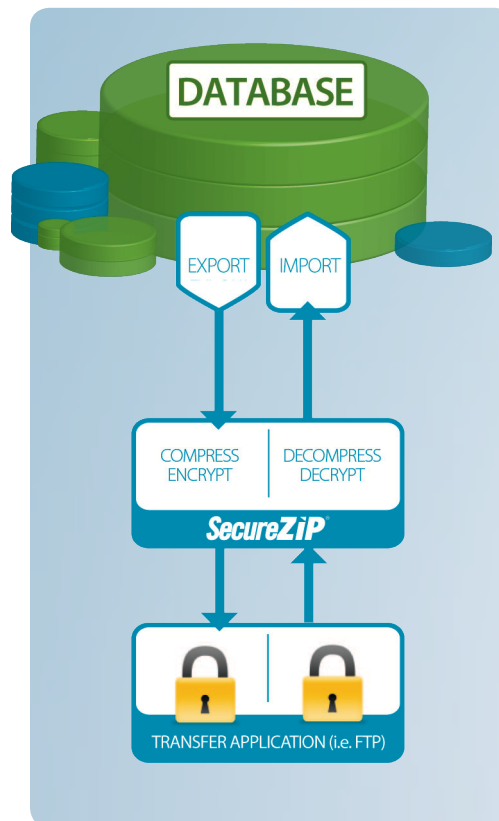 DATABASE
EXPORT
IMPORT
COMPRESS
ENCRYPT
DECOMPRESS
DECRYPT
SecureZIP®
TRANSFER APPLICATION (i.e. FTP)